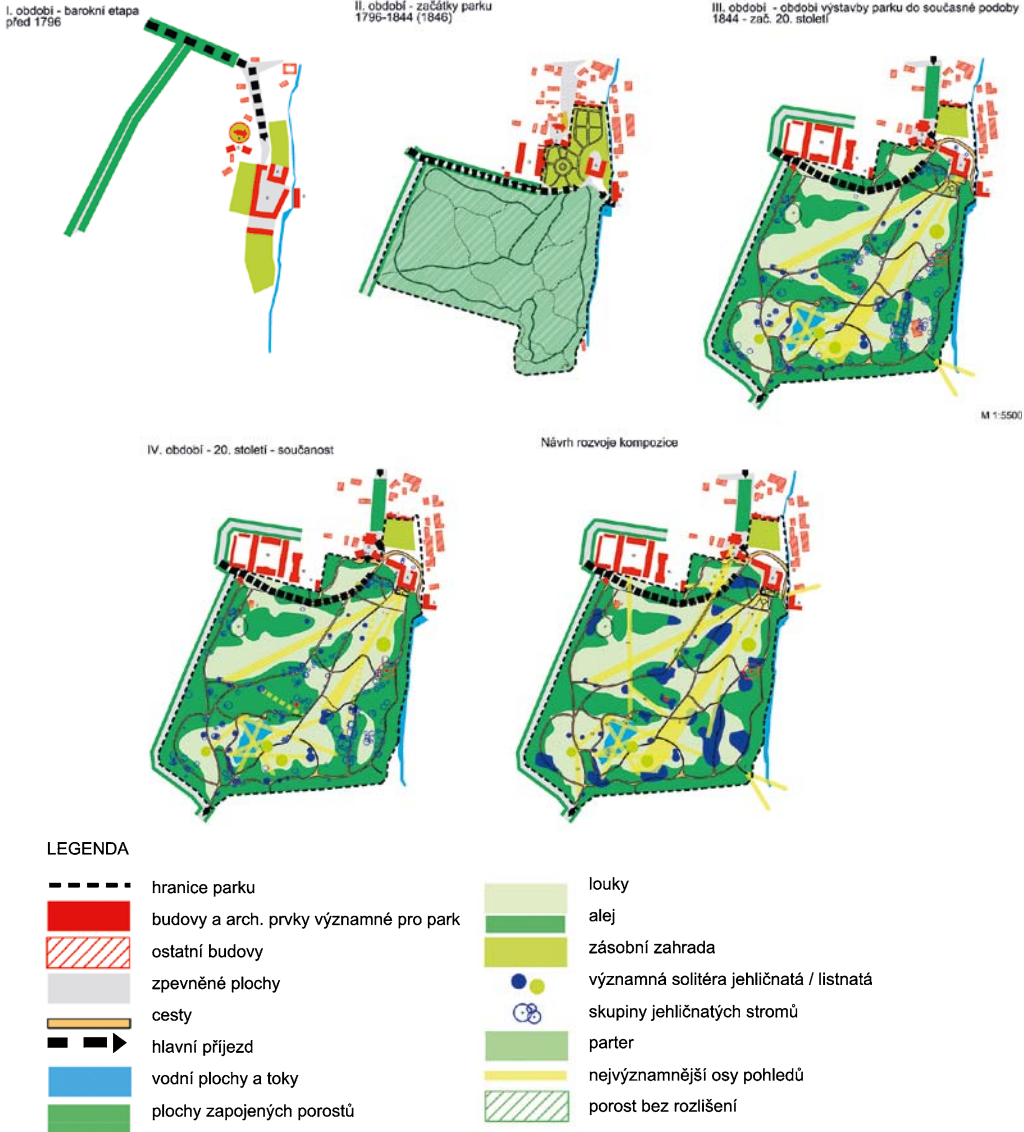 I. období - barokní etapa
před 1796
II. období - začátky parku
1796-1844 (1846)
III. období - období výstavby parku do současné podoby
1844 - zač. 20. století
M 1:5500
IV. období - 20. století - součanost
Návrh rozvoje kompozice
LEGENDA
hranice parku
budovy a arch. prvky významné pro park
ostatní budovy
zpevněné plochy
cesty
hlavní příjezd
vodní plochy a toky
plochy zapojených porostů
louky
alej
zásobní zahrada
významná solitéra jehličnatá / listnatá
skupiny jehličnatých stromů
parter
nejvýznamnější osy pohledů
porost bez rozlišení